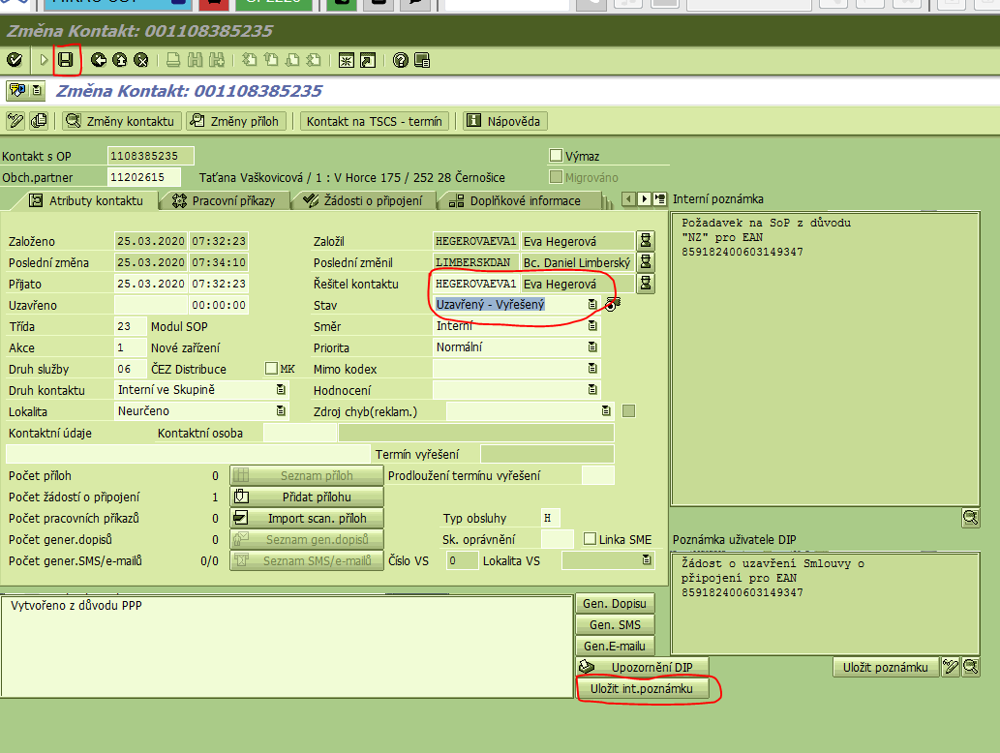 Změna Kontakt: 001108385235
Změna Kontakt: 001108385235
Změny kontaktu Změny příloh Kontakt na TSCS - termín Nápověda
Kontakt s OP 1108385235 Výmaz
Obch.partner 11202615 Taťana Vaškovicová / 1 : V Horce 175 / 252 28 Černošice Migrováno
Atributy kontaktu Pracovní příkazy Žádosti o připojení Doplňkové informace
Interní poznámka
Požadavek na SoP z důvodu
"NZ" pro EAN
859182400603149347
Založeno 25.03.2020 07:32:23 Založil HEGEROVAEVA1 Eva Hegerová
Poslední změna 25.03.2020 07:34:10 Poslední změnil LIMBERSKDAN Bc. Daniel Limberský
Přijato 25.03.2020 07:32:23 Řešitel kontaktu HEGEROVAEVA1 Eva Hegerová
Uzavřeno 00:00:00 Stav Uzavřený - Vyřešený
Třída 23 Modul SOP Směr Interní
Akce 1 Nové zařízení Priorita Normální
Druh služby 06 ČEZ Distribuce MK Mimo kodex
Druh kontaktu Interní ve Skupině Hodnocení
Lokalita Neurčeno Zdroj chyb(reklam.)
Kontaktní údaje Kontaktní osoba
Termín vyřešení
Počet příloh 0 Seznam příloh Prodloužení termínu vyřešení
Počet žádostí o připojení 1 Přidat přílohu
Počet pracovních příkazů 0 Import scan. příloh Typ obsluhy H
Počet gener.dopisů 0 Seznam gen.dopisů Sk. oprávnění Linka SME
Počet gener.SMS/e-mailů 0/0 Seznam SMS/e-mailů Číslo VS 0 Lokalita VS
Poznámka uživatele DIP
Žádost o uzavření Smlouvy o
připojení pro EAN
859182400603149347
Vytvořeno z důvodu PPP
Gen. Dopisu
Gen. SMS
Gen.E-mailu
Upozornění DIP
Uložit int.poznámku
Uložit poznámku